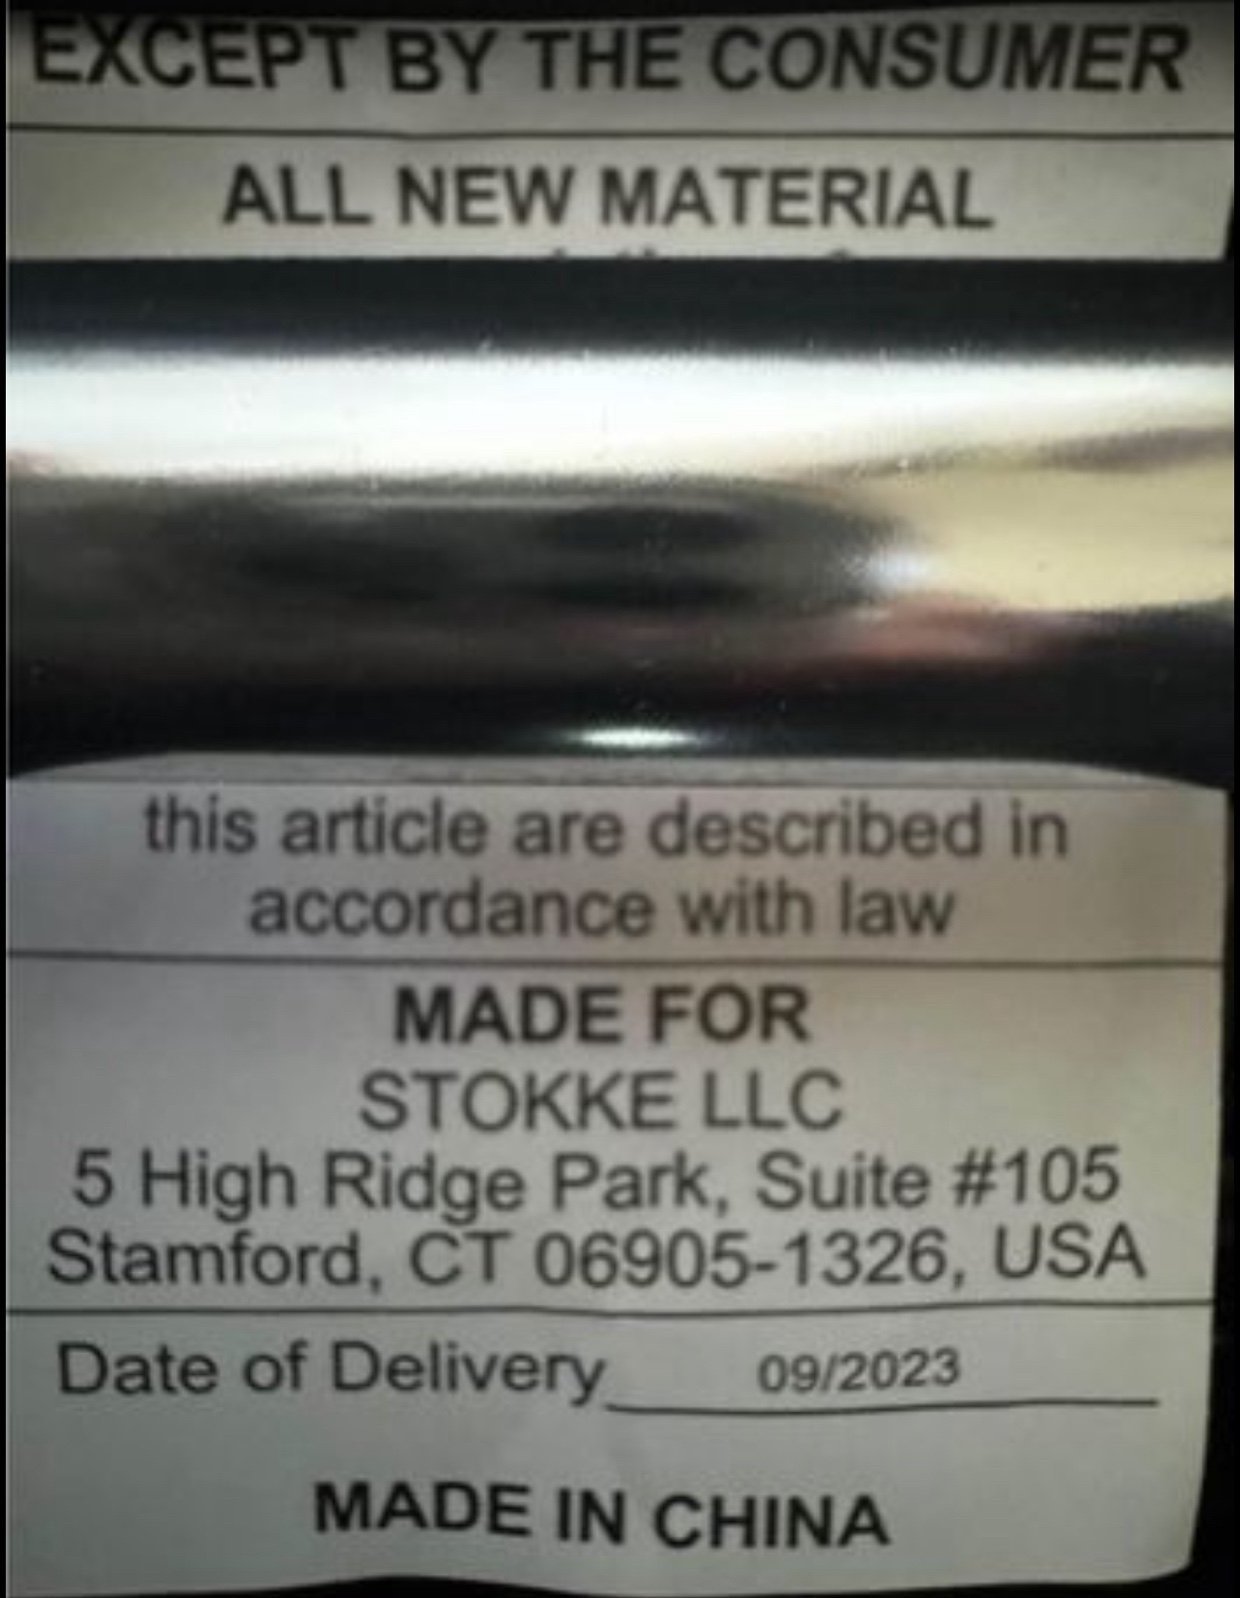 EXCEPT BY THE CONSUMER
ALL NEW MATERIAL
this article are described in
accordance with law
MADE FOR
STOKKE LLC
5 High Ridge Park, Suite #105
Stamford, CT 06905-1326, USA
Date of Delivery 09/2023
MADE IN CHINA